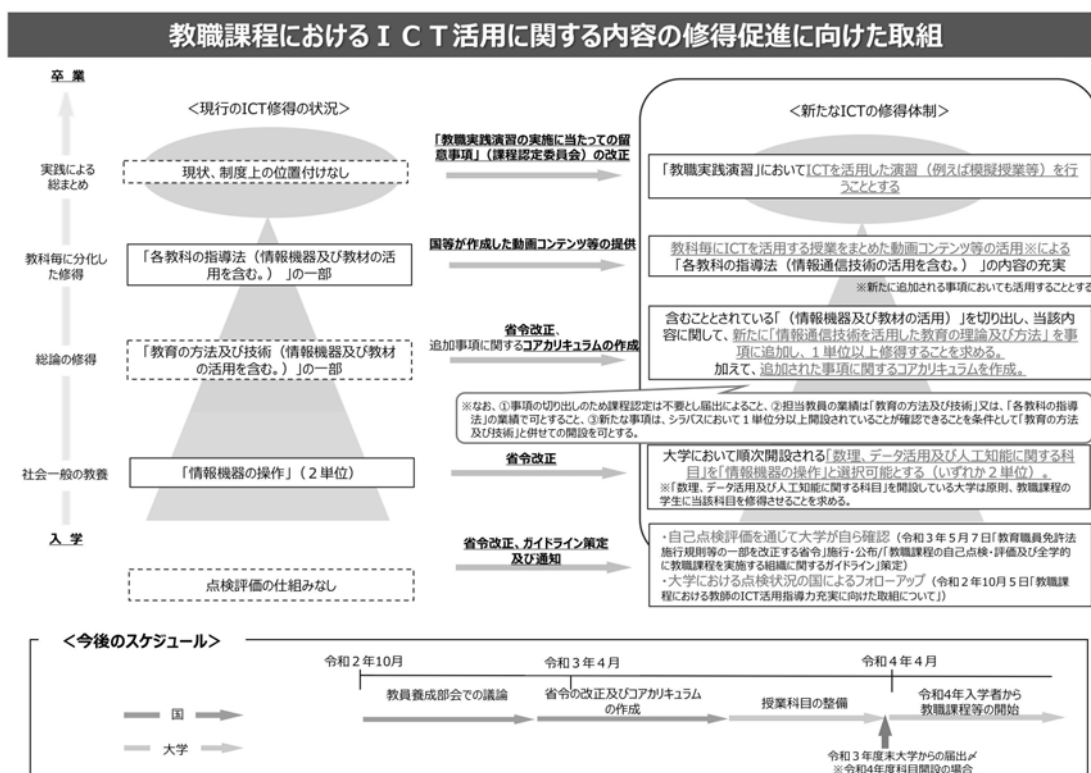 教職課程におけるＩＣＴ活用に関する内容の修得促進に向けた取組
卒 業
＜現行のICT修得の状況＞
＜新たなICTの修得体制＞
実践による
総まとめ
現状、制度上の位置付けなし
「教職実践演習の実施に当たっての留
意事項」（課程認定委員会）の改正
「教職実践演習」においてICTを活用した演習（例えば模擬授業等）を行
うこととする
教科毎に分化し
た修得
「各教科の指導法（情報機器及び教材の活
用を含む。） 」の一部
国等が作成した動画コンテンツ等の提供
教科毎にICTを活用する授業をまとめた動画コンテンツ等の活用※による
「各教科の指導法（情報通信技術の活用を含む。） 」の内容の充実
※新たに追加される事項においても活用することとする
総論の修得
「教育の方法及び技術（情報機器及び教材
の活用を含む。）」の一部
省令改正、
追加事項に関するコアカリキュラムの作成
含むこととされている「（情報機器及び教材の活用）」を切り出し、当該内
容に関して、新たに「情報通信技術を活用した教育の理論及び方法」を事
項に追加し、１単位以上修得することを求める。
加えて、追加された事項に関するコアカリキュラムを作成。
※なお、①事項の切り出しのため課程認定は不要とし届出によること、②担当教員の業績は「教育の方法及び技術」又は、「各教科の指導
法」の業績で可とすること、③新たな事項は、シラバスにおいて１単位分以上開設されていることが確認できることを条件として「教育の方法
及び技術」と併せての開設を可とする。
社会一般の教養
「情報機器の操作」（２単位）
省令改正
大学において順次開設される「数理、データ活用及び人工知能に関する科
目」を「情報機器の操作」と選択可能とする（いずれか２単位）。
※「数理、データ活用及び人工知能に関する科目」を開設している大学は原則、教職課程の
学生に当該科目を修得させることを求める。
入 学
点検評価の仕組みなし
省令改正、ガイドライン策定
及び通知
・自己点検評価を通じて大学が自ら確認（令和３年５月７日「教育職員免許法
施行規則等の一部を改正する省令」施行・公布/「教職課程の自己点検・評価及び全学的
に教職課程を実施する組織に関するガイドライン」策定）
・大学における点検状況の国によるフォローアップ（令和２年10月５日「教職課
程における教師のICT活用指導力充実に向けた取組について」）
＜今後のスケジュール＞
令和２年10月
令和３年４月
令和４年４月
国
大学
教員養成部会での議論
省令の改正及びコアカリキュラム
の作成
授業科目の整備
令和4年入学者から
教職課程等の開始
令和３年度末大学からの届出〆
※令和4年度科目開設の場合